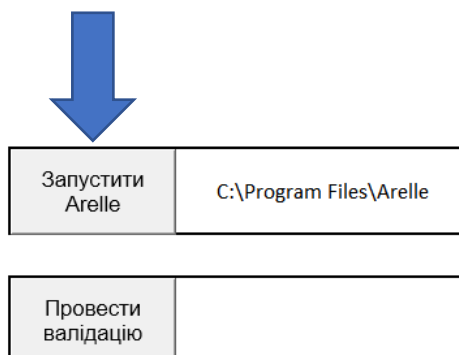 Запустити
Arelle
C:\Program Files\Arelle
Провести
валідацію